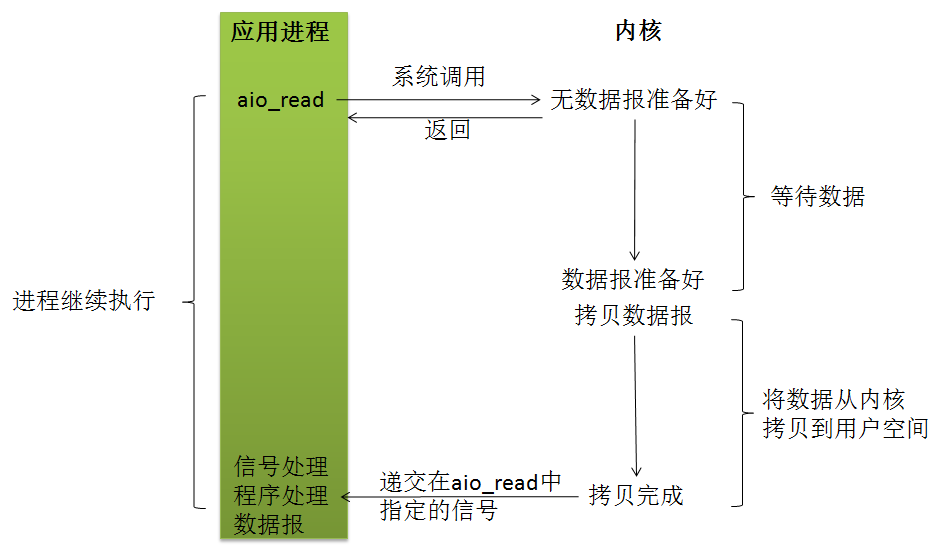 应用进程
内核
系统调用
aio_read
无数据报准备好
返回
等待数据
数据报准备好
进程继续执行
拷贝数据报
将数据从内核
拷贝到用户空间
信号处理
程序处理
数据报
递交在aio_read中
指定的信号
拷贝完成